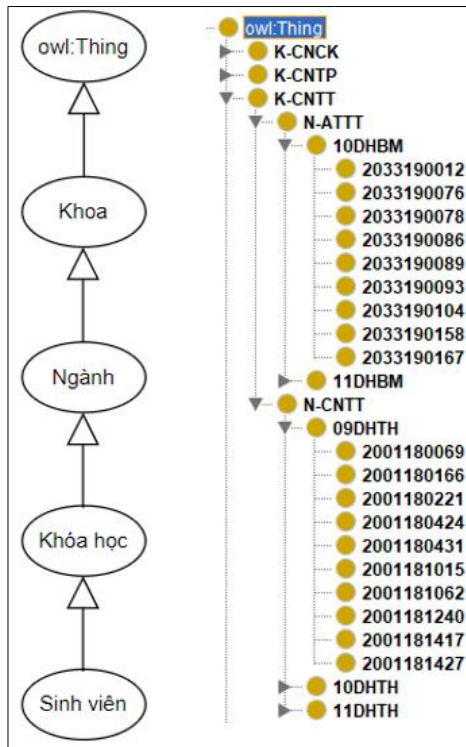 owl:Thing
Khoa
Ngành
Khóa học
Sinh viên
owl:Thing
K-CNCK
K-CNTP
K-CNTT
N-ATTT
10DHBM
2033190012
2033190076
2033190078
2033190086
2033190089
2033190093
2033190104
2033190158
2033190167
11DHBM
N-CNTT
09DHTH
2001180069
2001180166
2001180221
2001180424
2001180431
2001181015
2001181062
2001181240
2001181417
2001181427
10DHTH
11DHTH